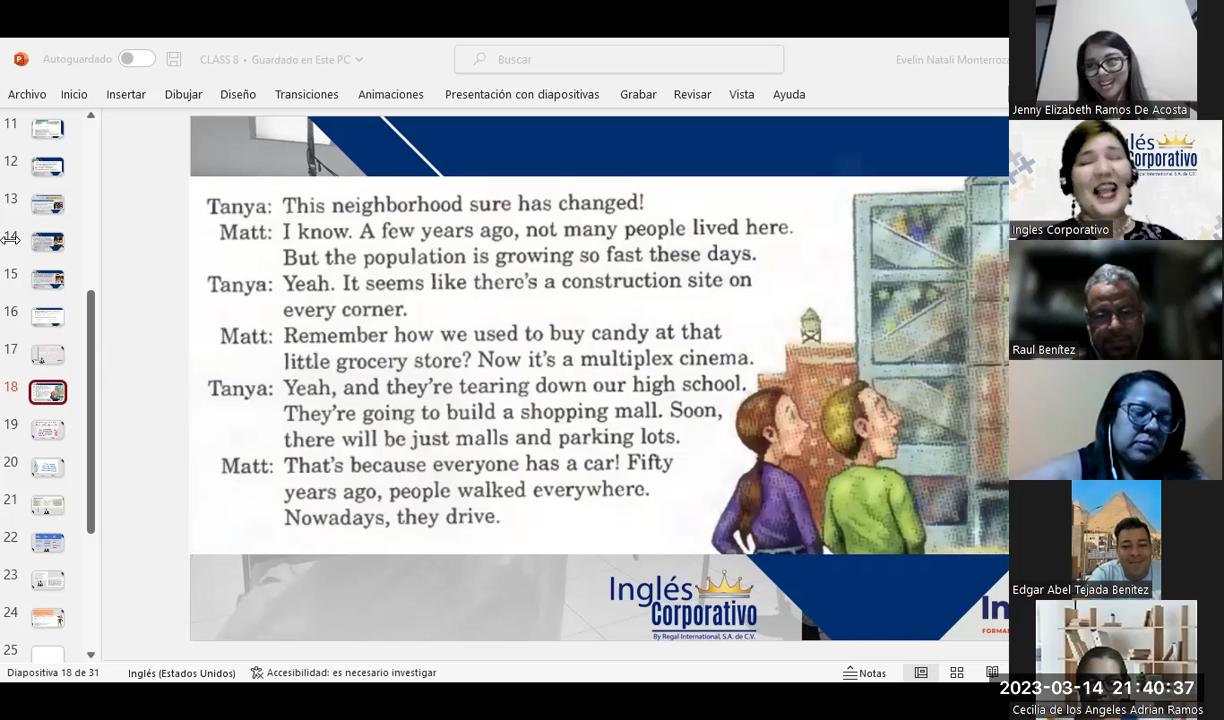 Autoguardado
CLASS 8 • Guardado en Este PC
Buscar
Evelin Natali Monterroza
Archivo Inicio Insertar Dibujar Diseño Transiciones Animaciones Presentación con diapositivas Grabar Revisar Vista Ayuda
11
12
13
14
15
16
17
18
19
20
21
22
23
24
25
Tanya: This neighborhood sure has changed!
Matt: I know. A few years ago, not many people lived here.
But the population is growing so fast these days.
Tanya: Yeah. It seems like there's a construction site on
every corner.
Matt: Remember how we used to buy candy at that
little grocery store? Now it's a multiplex cinema.
Tanya: Yeah, and they're tearing down our high school.
They're going to build a shopping mall. Soon,
there will be just malls and parking lots.
Matt: That's because everyone has a car! Fifty
years ago, people walked everywhere.
Nowadays, they drive.
Inglés
Corporativo
By Regal International, S.A. de C.V.
In
FORMAN
Diapositiva 18 de 31
Inglés (Estados Unidos)
Accesibilidad: es necesario investigar
Notas
Jenny Elizabeth Ramos De Acosta
lés
Corporativo
Ingles Corporativo
Raul Benítez
Edgar Abel Tejada Benítez
2023-03-14 21:40:37
Cecilia de los Angeles Adrian Ramos